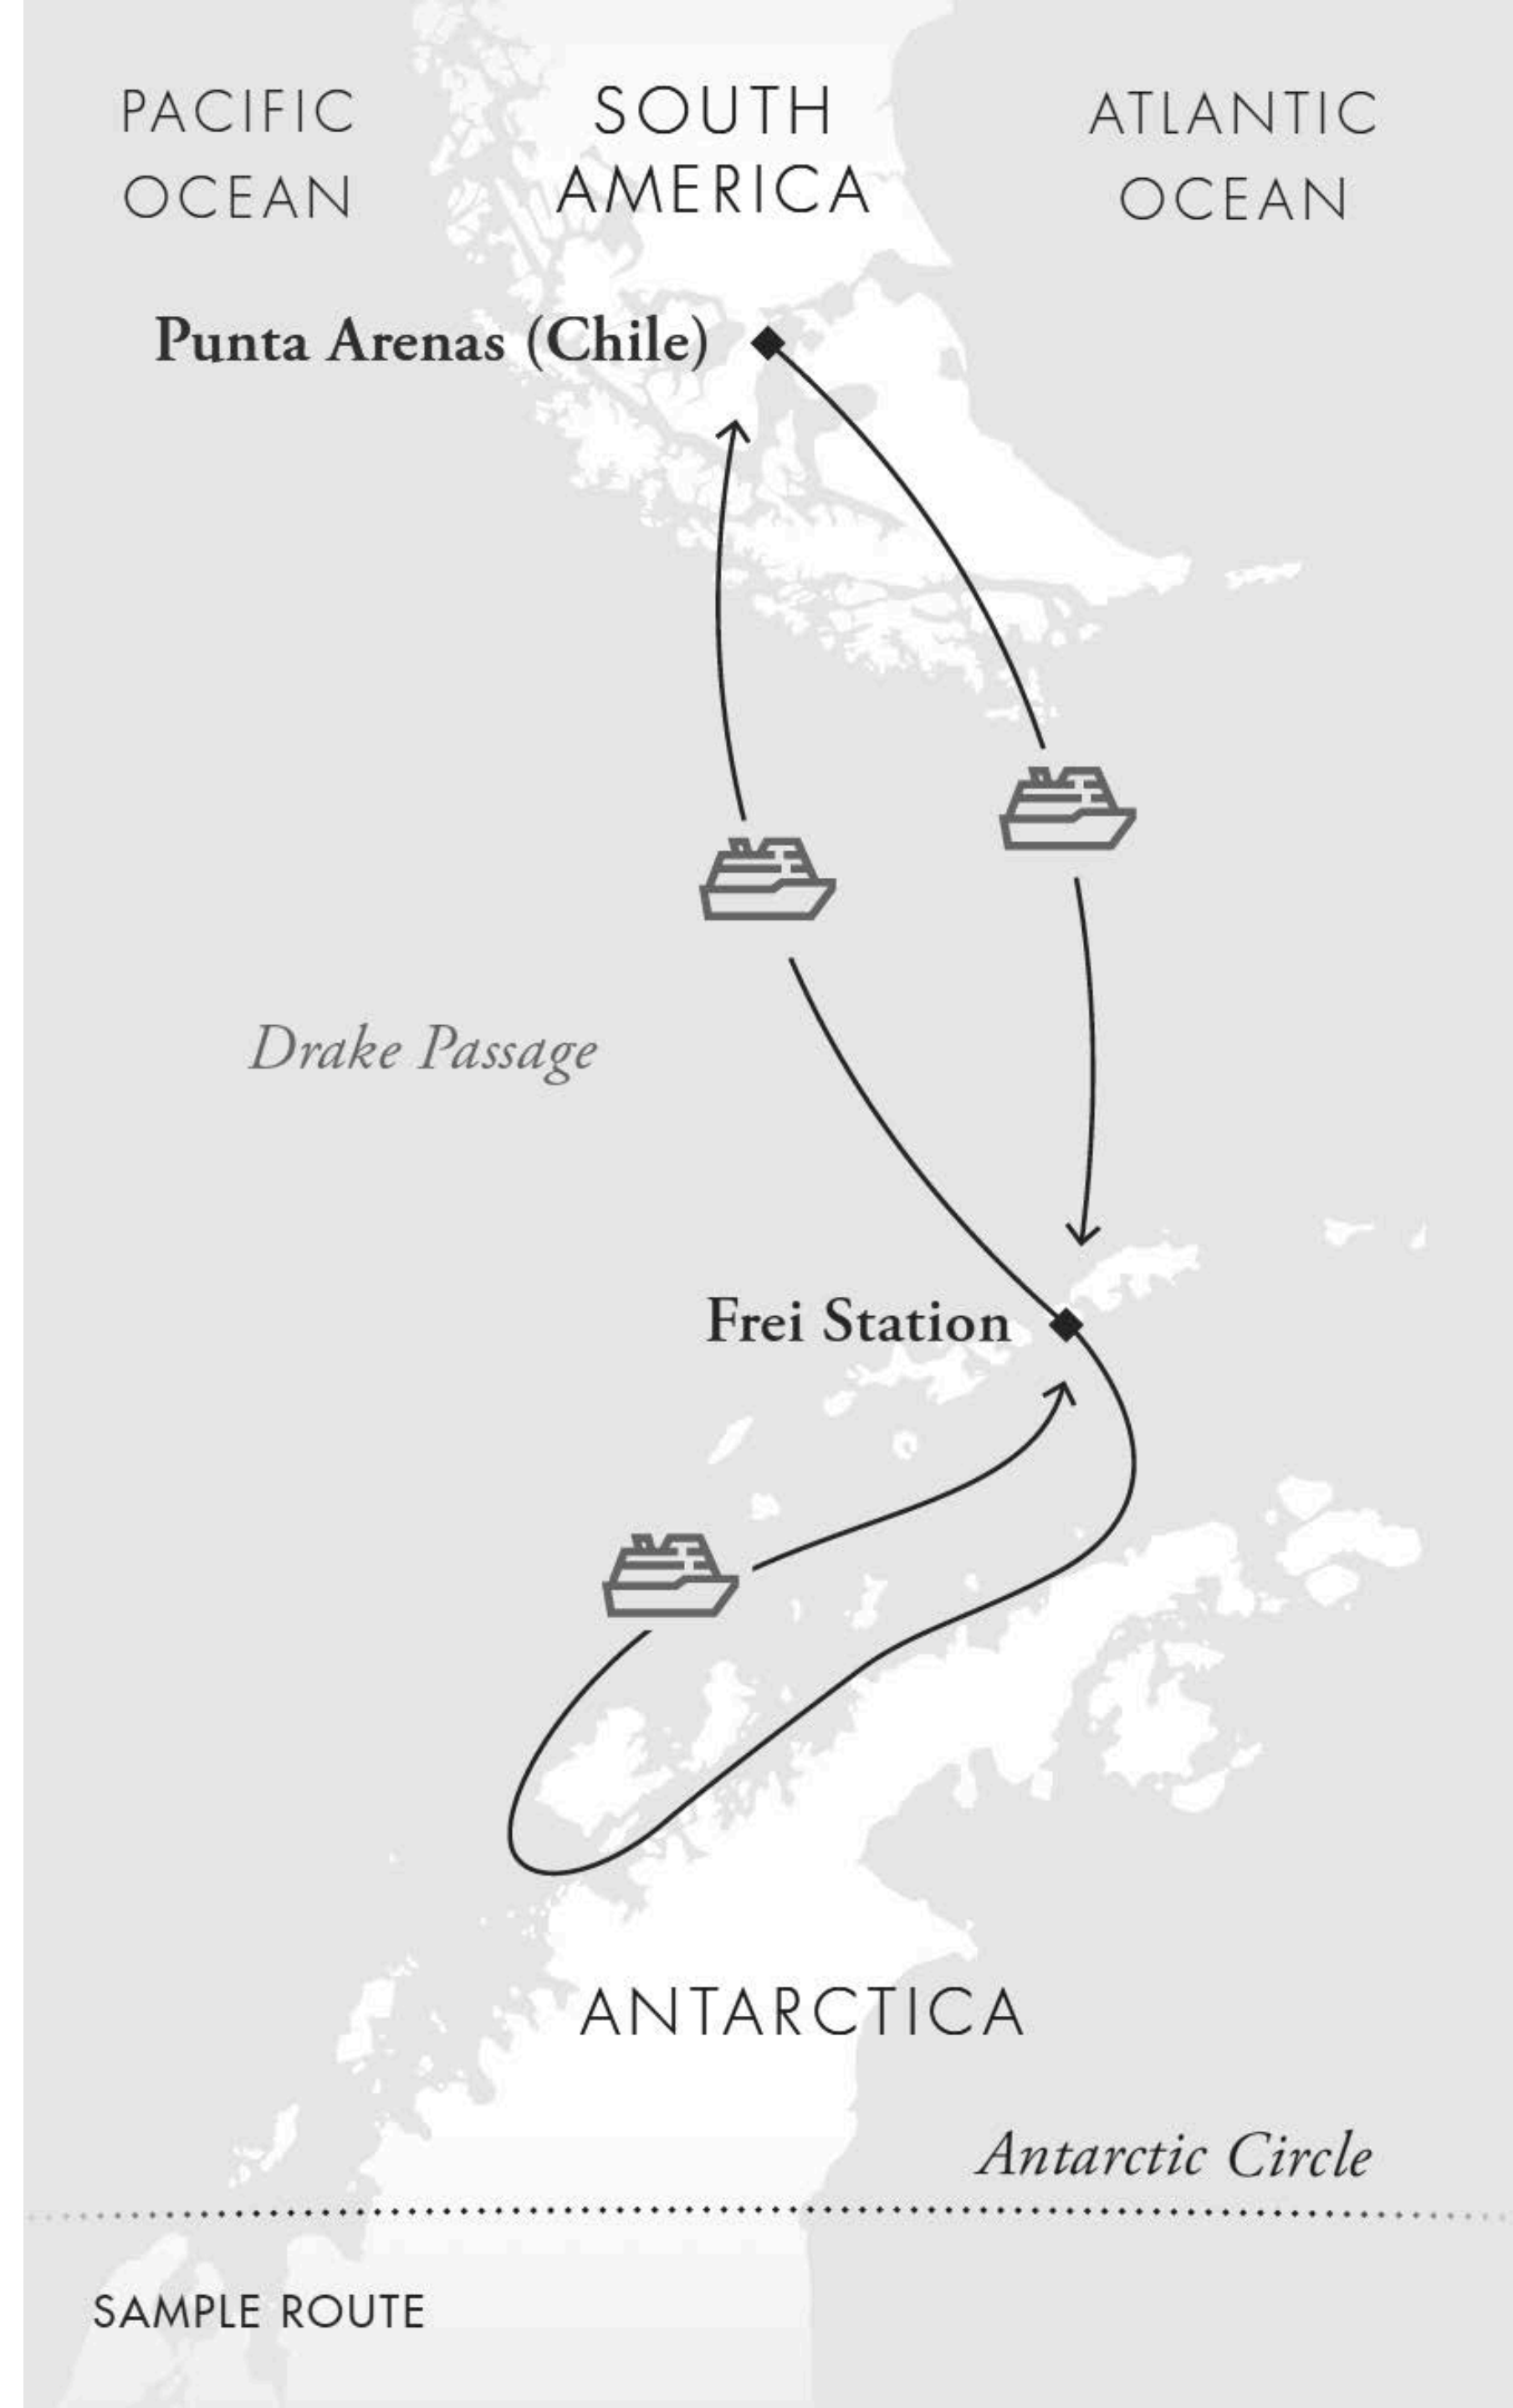 PACIFIC
OCEAN
SOUTH
AMERICA
ATLANTIC
OCEAN
Punta Arenas (Chile)
Drake Passage
Frei Station
ANTARCTICA
Antarctic Circle
SAMPLE ROUTE